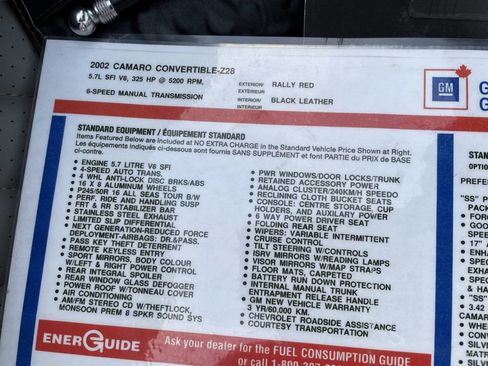 2002 CAMARO CONVERTIBLE-Z28
5.7L SFI V8, 325 HP @ 5200 RPM,
6-SPEED MANUAL TRANSMISSION
EXTERIOR/ EXTÉRIEUR RALLY RED
INTERIOR/ INTÉRIEUR BLACK LEATHER
GM
STANDARD EQUIPMENT / ÉQUIPEMENT STANDARD
Items Featured Below are Included at NO EXTRA CHARGE in the Standard Vehicle Price Shown at Right.
Les équipements indiqués ci-dessous sont fournis SANS SUPPLÉMENT et font PARTIE du PRIX de BASE
ci-contre.
• ENGINE 5.7 LITRE V8 SFI
• 4-SPEED AUTO TRANS.
• 4 WHL ANTI-LOC DISC BRKS/ABS
• 16 X 8 ALUMINUM WHEELS
• P245/50R 16 ALL SEAS TOUR B/W
• PERF. RIDE AND HANDLING SUSP
• FRT & RR STABILIZER BAR
• STAINLESS STEEL EXHAUST
• LIMITED SLIP DIFFERENTIAL
• NEXT GENERATION-REDUCED FORCE
DEPLOYMENT-AIRBAGS: DR.&PASS.
• PASS KEY THEFT DETERRENT
• REMOTE KEYLESS ENTRY
• SPORT MIRRORS, BODY COLOUR
W/LEFT & RIGHT POWER CONTROL
• REAR INTEGRAL SPOILER
• REAR WINDOW GLASS DEFOGGER
• POWER ROOF W/TONNEAU COVER
• AIR CONDITIONING
• AM/FM STEREO CD W/THEFTLOCK,
MONSOON PREM 8 SPKR SOUND SYS
• PWR WINDOWS/DOOR LOCKS/TRUNK
• RETAINED ACCESSORY POWER
• ANALOG CLUSTER/240KM/H SPEEDO
• RECLINING CLOTH BUCKET SEATS
• CONSOLE: CENTRE STORAGE, CUP
HOLDERS, AND AUXILARY POWER
• 6 WAY POWER DRIVER SEAT
• FOLDING REAR SEAT
• WIPERS: VARIABLE INTERMITTENT
• CRUISE CONTROL
• TILT STEERING W/CONTROLS
• ISRV MIRRORS W/READING LAMPS
• VISOR MIRRORS W/MAP STRAPS
• FLOOR MATS, CARPETED
• BATTERY RUN DOWN PROTECTION
• INTERNAL MANUAL TRUNK
ENTRAPMENT RELEASE HANDLE
• GM NEW VEHICLE WARRANTY
3 YR/60,000 KM.
• CHEVROLET ROADSIDE ASSISTANCE
• COURTESY TRANSPORTATION
ENERGUIDE
Ask your dealer for the FUEL CONSUMPTION GUIDE
or call 1-800-387-